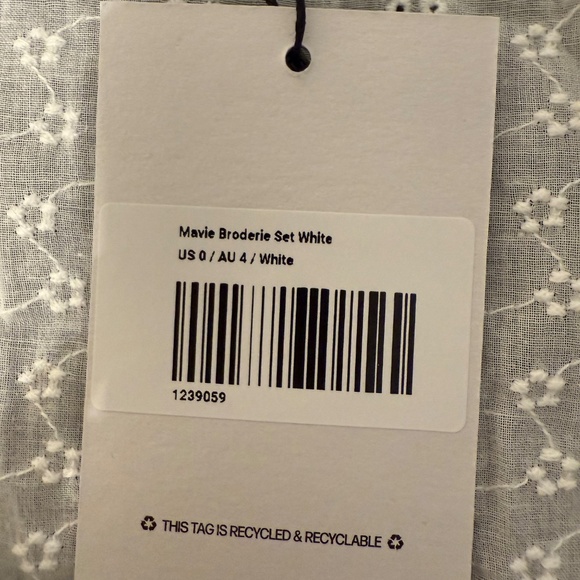 Mavie Broderie Set White
US 0 / AU 4 / White
1239059
♻ THIS TAG IS RECYCLED & RECYCLABLE ♻